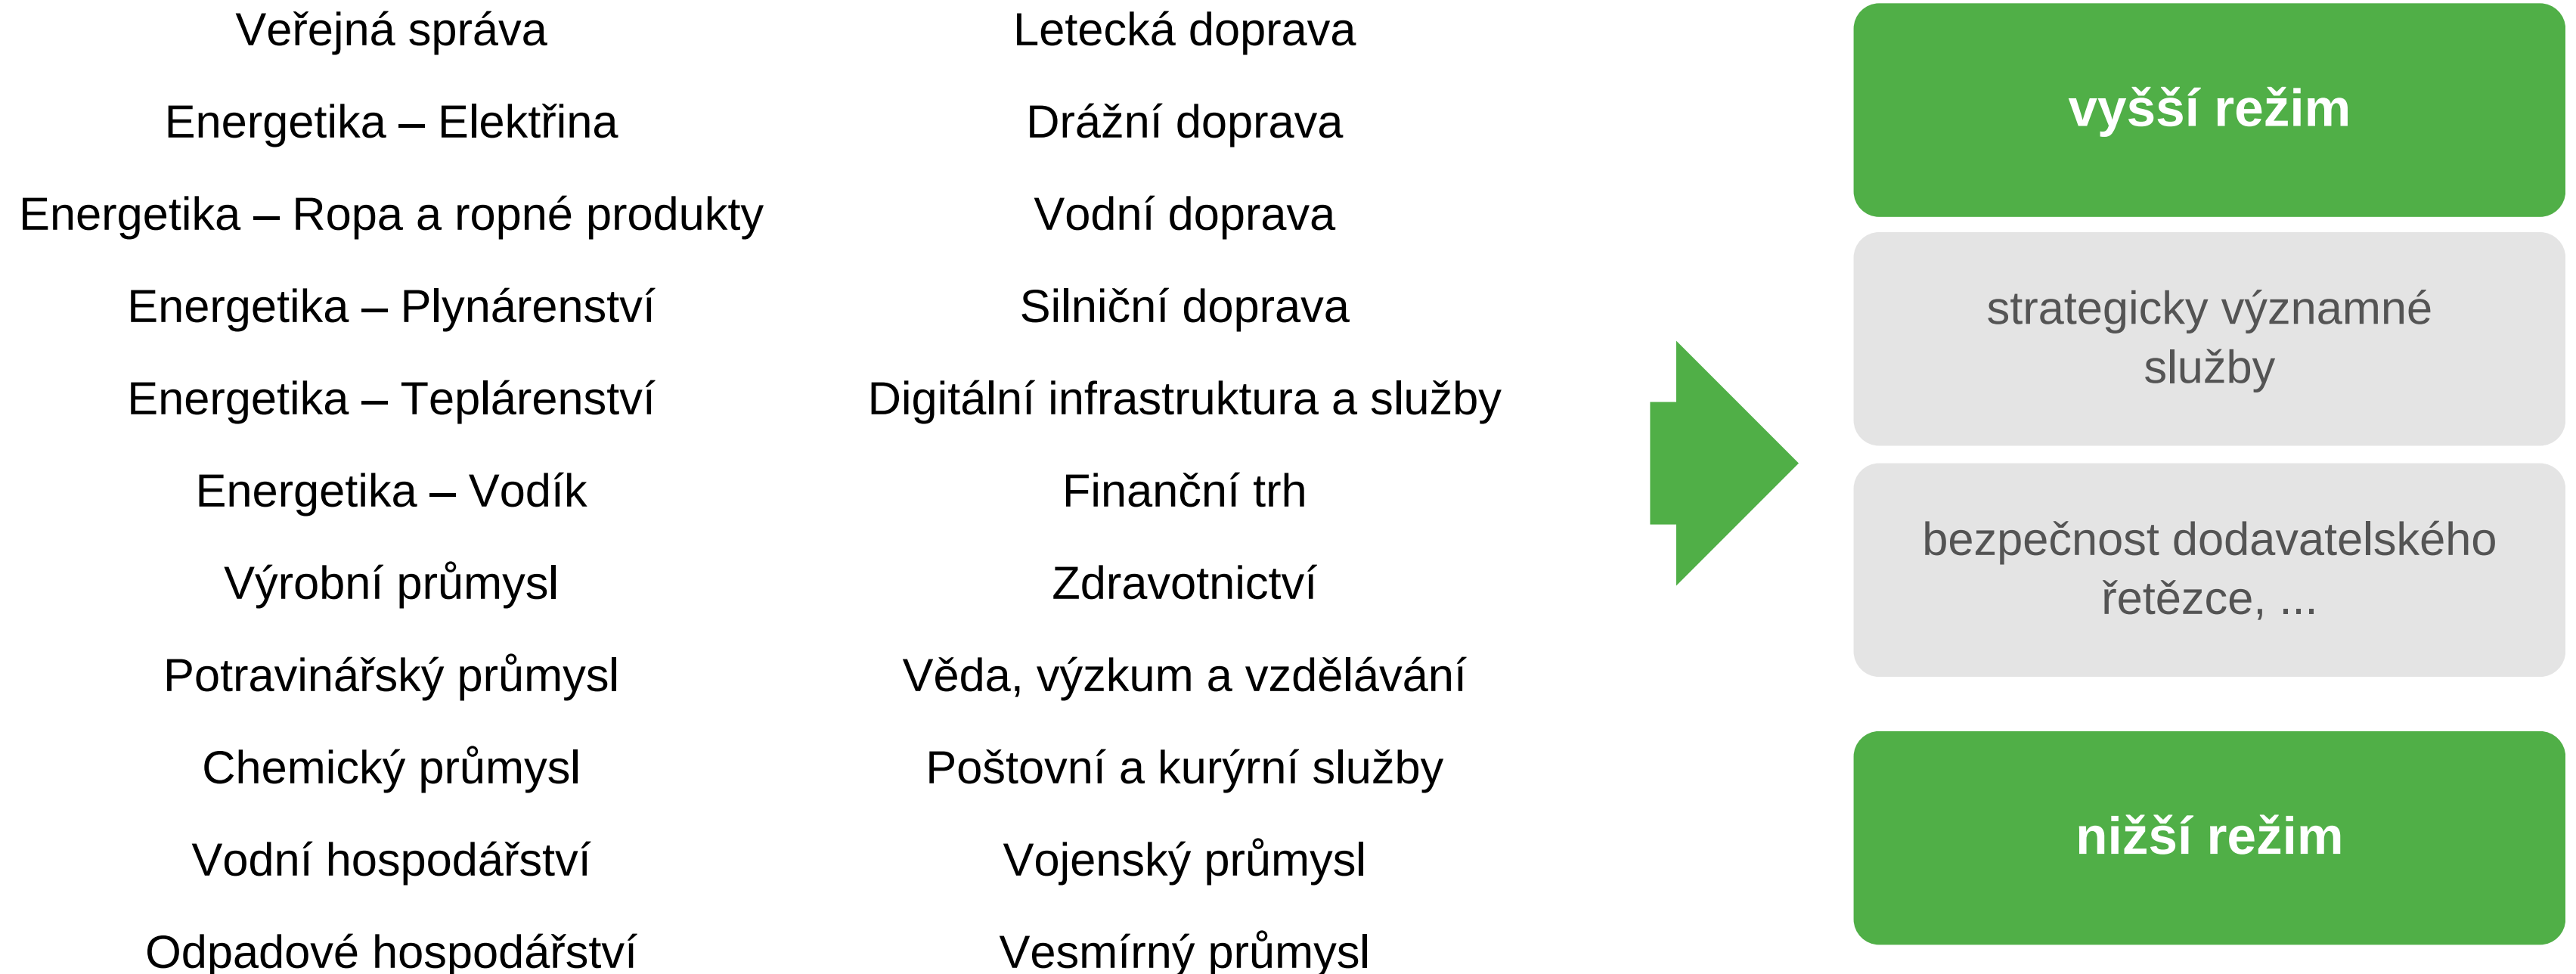 Veřejná správa
Energetika – Elektřina
Energetika – Ropa a ropné produkty
Energetika – Plynárenství
Energetika – Teplárenství
Energetika – Vodík
Výrobní průmysl
Potravinářský průmysl
Chemický průmysl
Vodní hospodářství
Odpadové hospodářství
Letecká doprava
Drážní doprava
Vodní doprava
Silniční doprava
Digitální infrastruktura a služby
Finanční trh
Zdravotnictví
Věda, výzkum a vzdělávání
Poštovní a kurýrní služby
Vojenský průmysl
Vesmírný průmysl
vyšší režim
strategicky významné
služby
bezpečnost dodavatelského
řetězce, ...
nižší režim